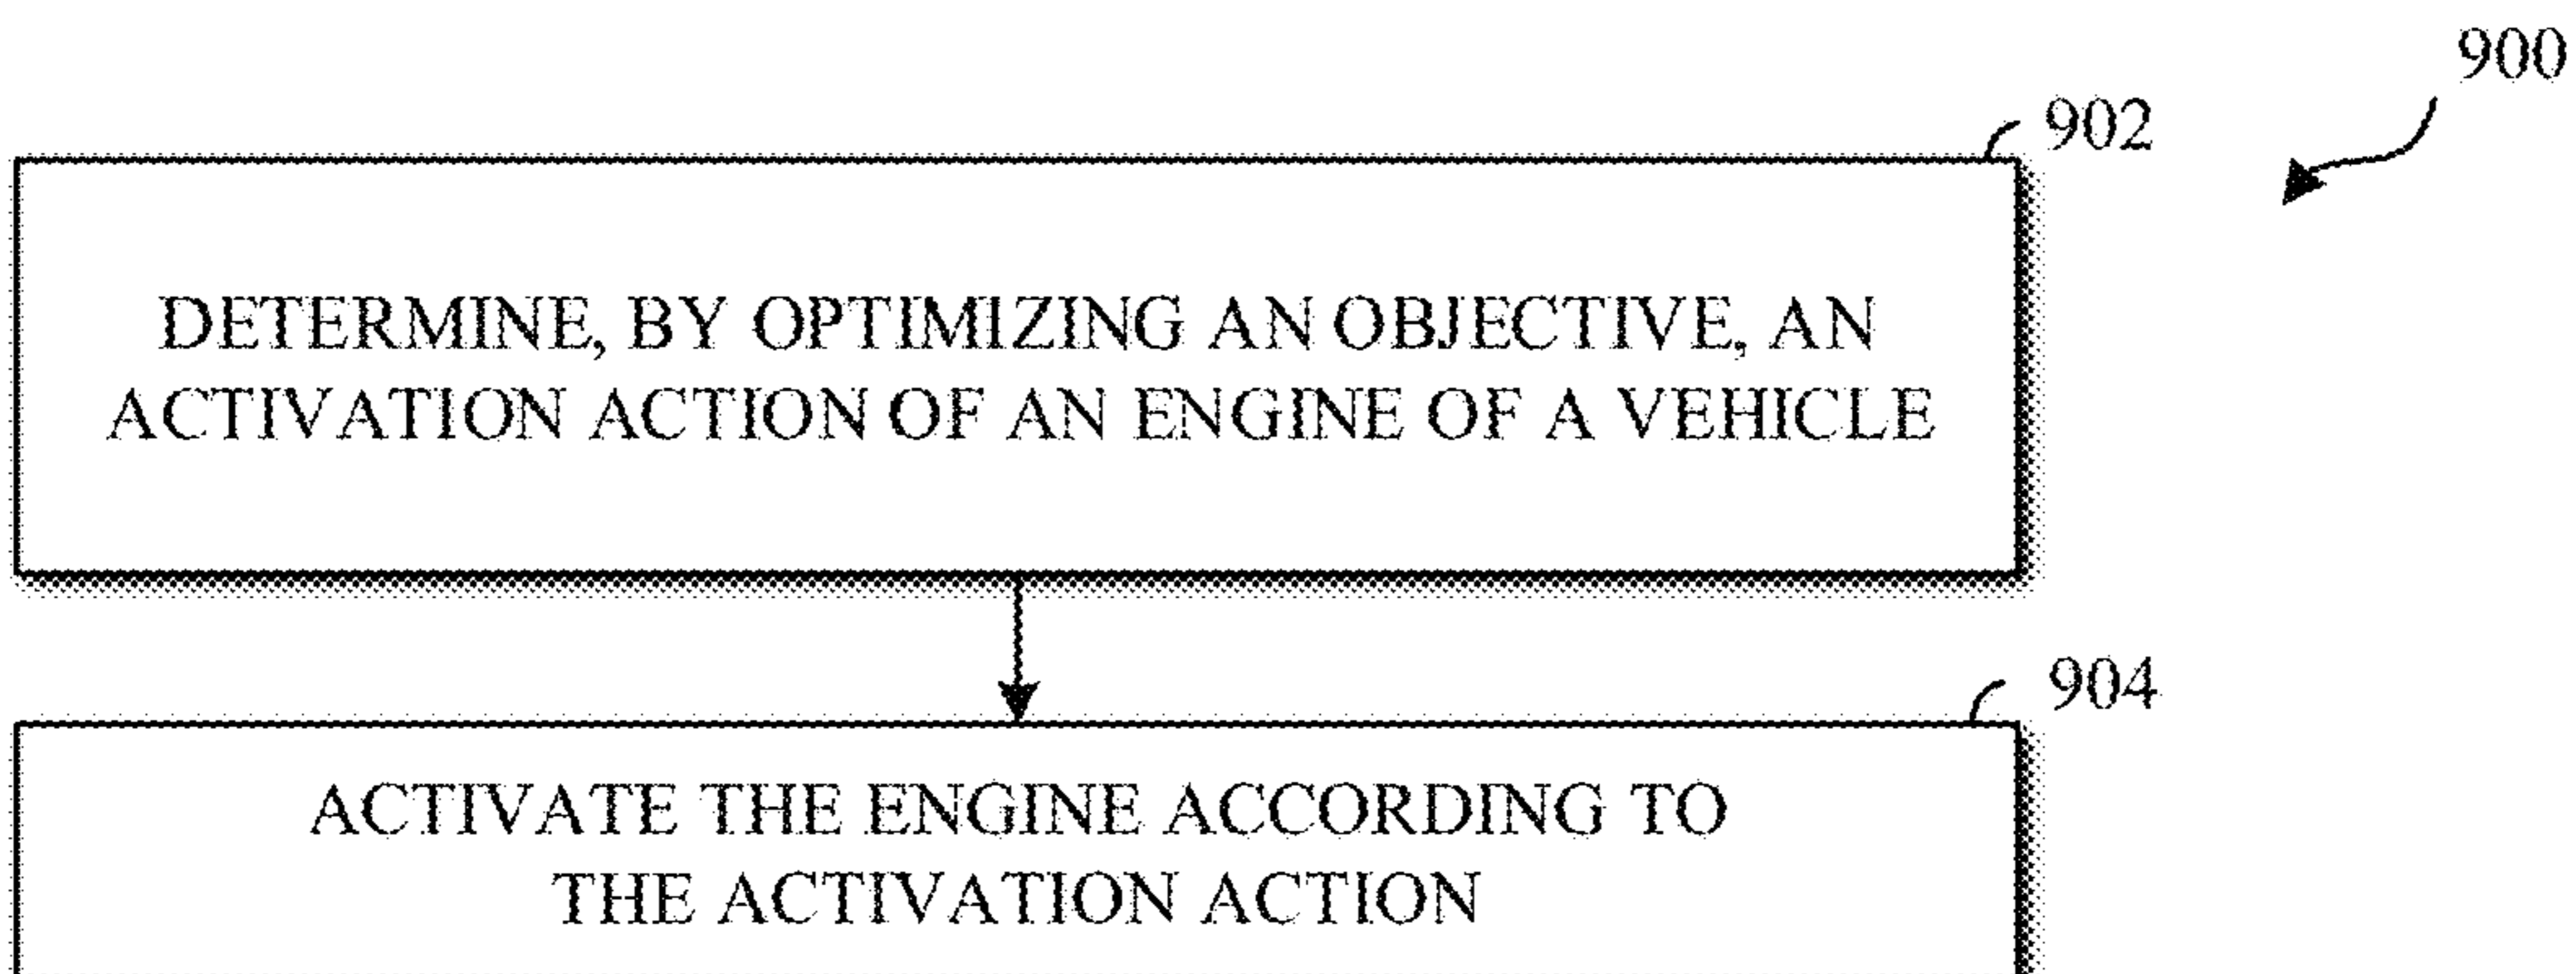 900
902
DETERMINE, BY OPTIMIZING AN OBJECTIVE, AN
ACTIVATION ACTION OF AN ENGINE OF A VEHICLE
904
ACTIVATE THE ENGINE ACCORDING TO
THE ACTIVATION ACTION